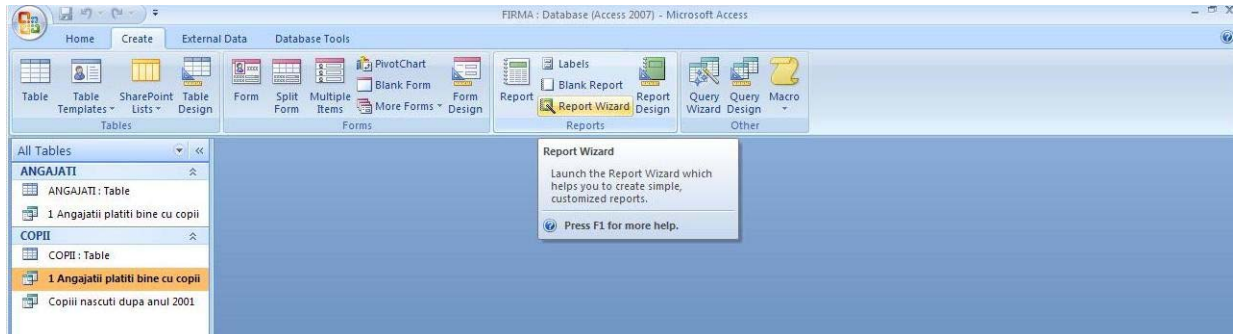 FIRMA : Database (Access 2007) - Microsoft Access
Home Create External Data Database Tools
Table
Table Templates
SharePoint Lists
Table Design
Tables
Form
Split Form
Multiple Items
PivotChart
Blank Form
More Forms
Form Design
Forms
Report
Labels
Blank Report
Report Wizard
Report Design
Reports
Query Wizard
Query Design
Macro
Other
All Tables
ANGAJATI
ANGAJATI : Table
1 Angajatii platiti bine cu copii
COPII
COPII : Table
1 Angajatii platiti bine cu copii
Copiii nascuti dupa anul 2001
Report Wizard
Launch the Report Wizard which
helps you to create simple,
customized reports.
Press F1 for more help.